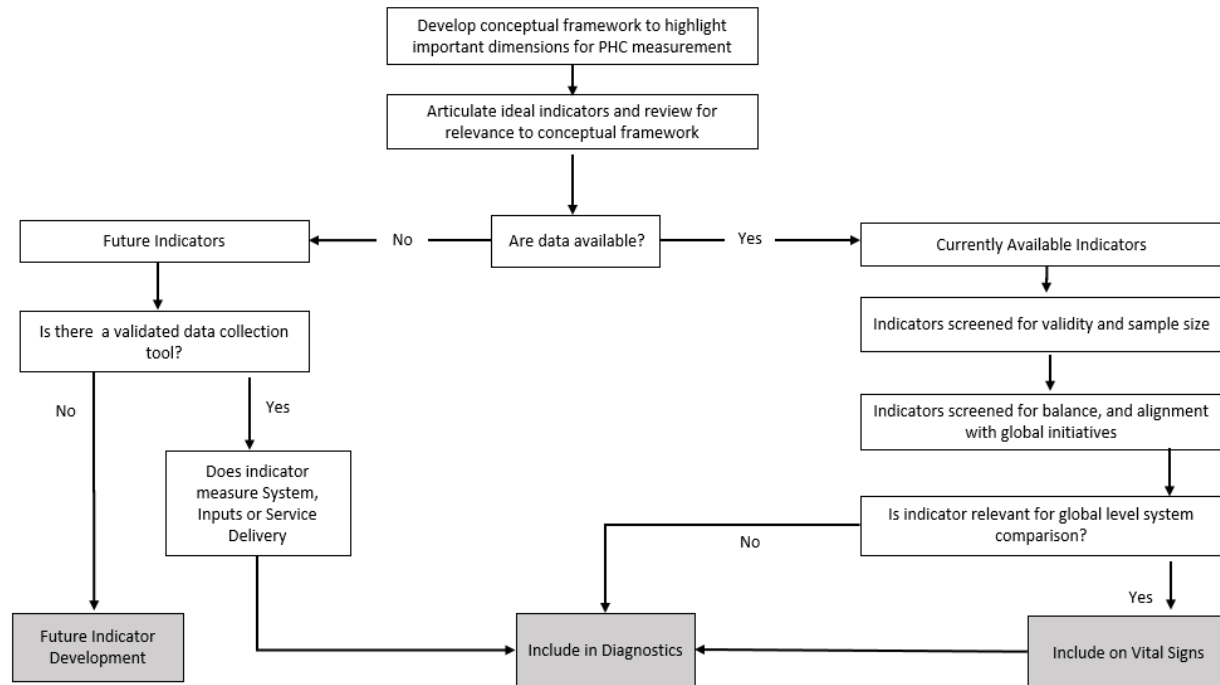 Develop conceptual framework to highlight
important dimensions for PHC measurement
Articulate ideal indicators and review for
relevance to conceptual framework
Future Indicators
No
Are data available?
Yes
Currently Available Indicators
Is there a validated data collection
tool?
Indicators screened for validity and sample size
No
Yes
Indicators screened for balance, and alignment
with global initiatives
Does indicator
measure System,
Inputs or Service
Delivery
Is indicator relevant for global level system
comparison?
No
Yes
Future Indicator
Development
Include in Diagnostics
Include on Vital Signs